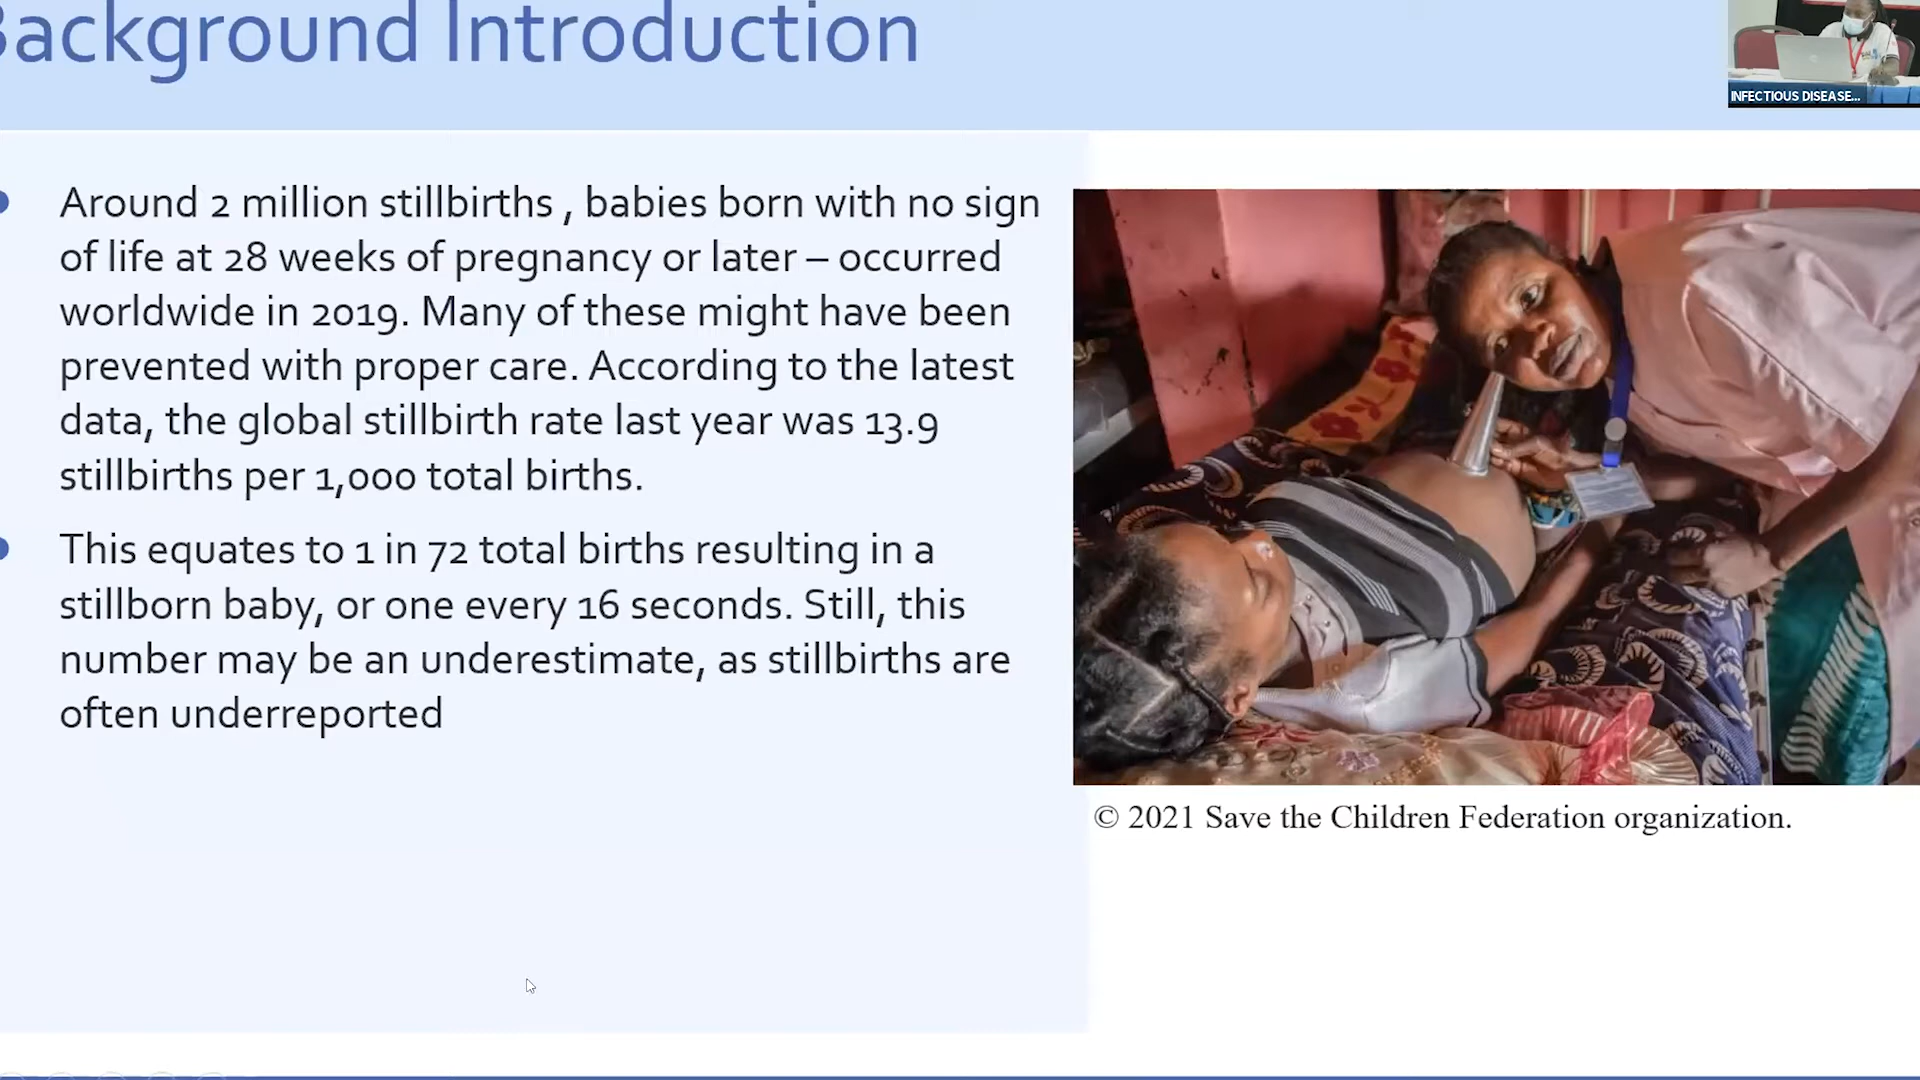 Background Introduction
INFECTIOUS DISEASE...
Around 2 million stillbirths , babies born with no sign
of life at 28 weeks of pregnancy or later – occurred
worldwide in 2019. Many of these might have been
prevented with proper care. According to the latest
data, the global stillbirth rate last year was 13.9
stillbirths per 1,000 total births.
This equates to 1 in 72 total births resulting in a
stillborn baby, or one every 16 seconds. Still, this
number may be an underestimate, as stillbirths are
often underreported
© 2021 Save the Children Federation organization.